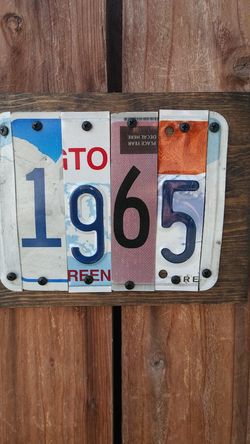 GTO
PLACE YEAR
DECAL HERE
1965
REEN
RE